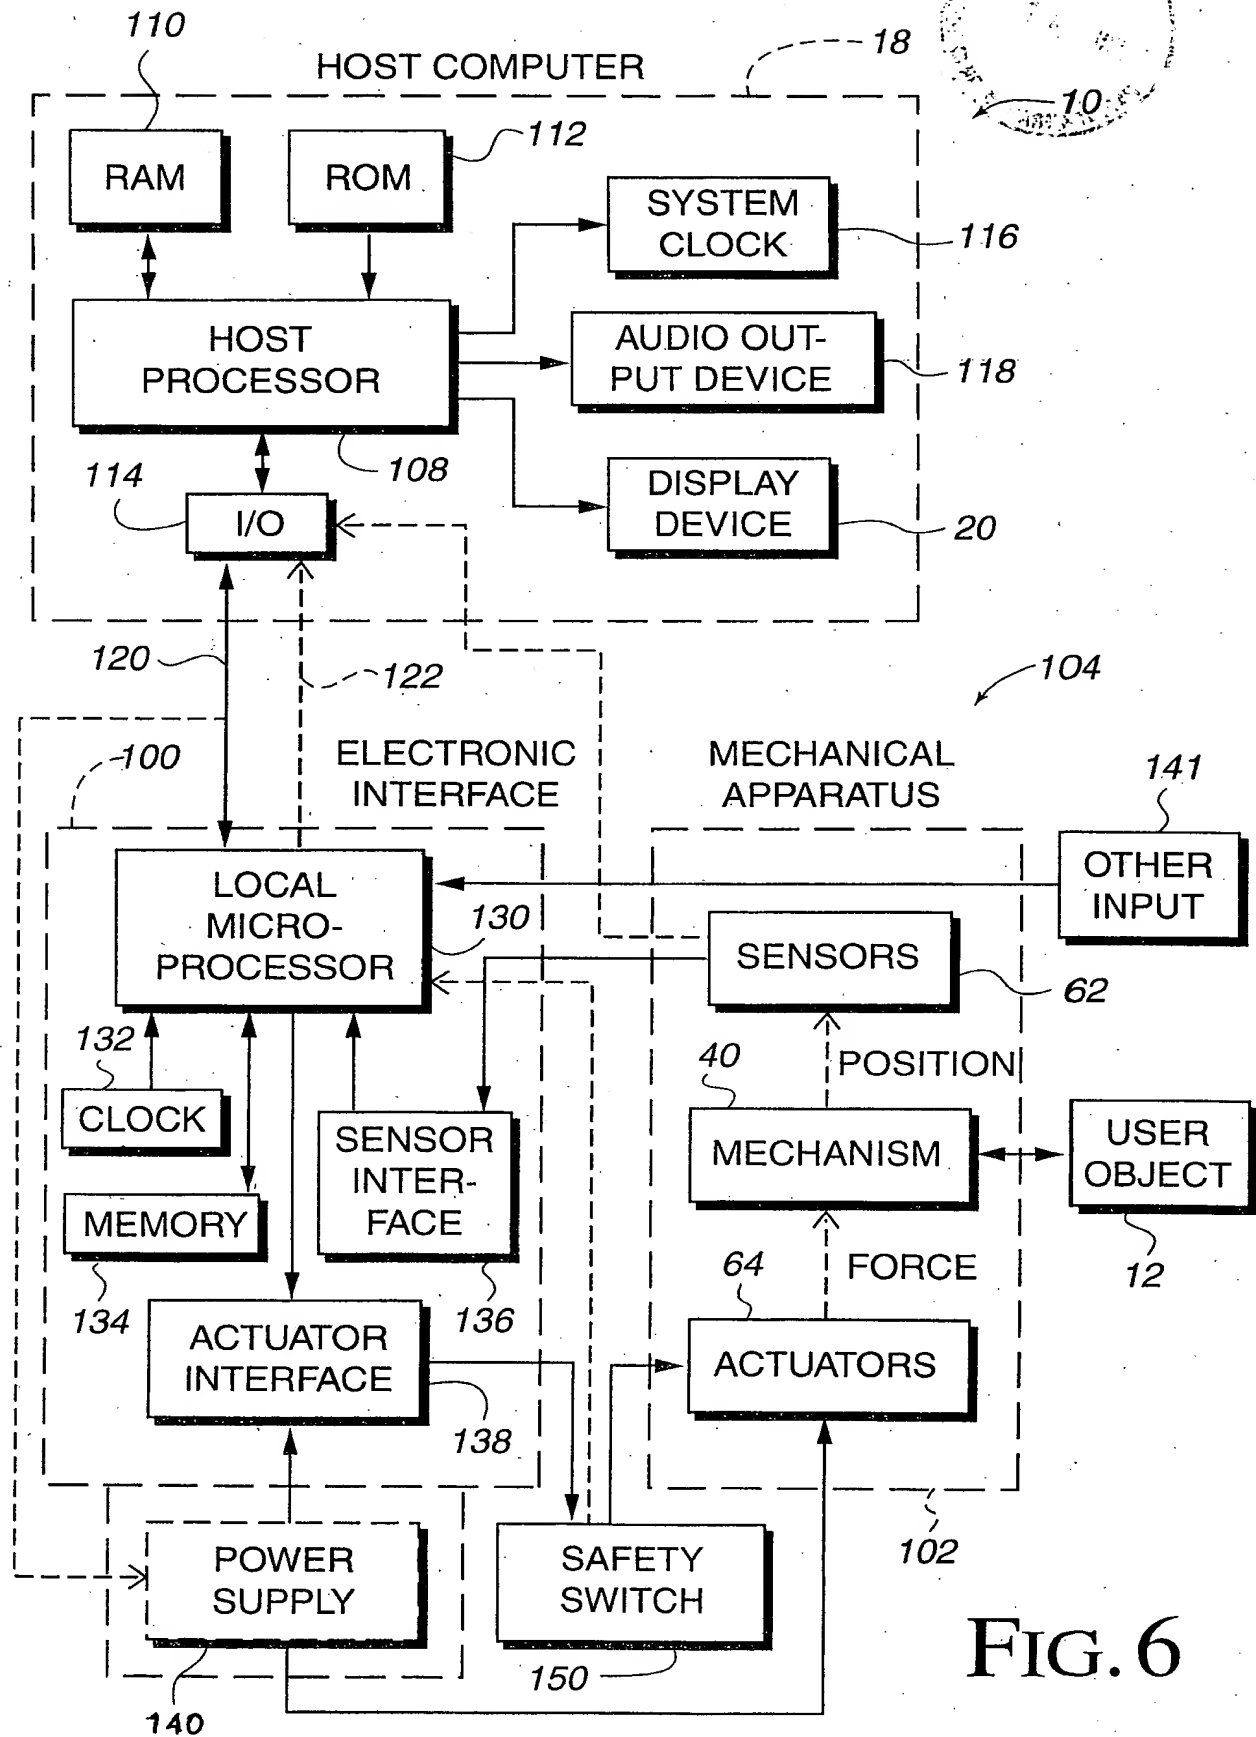 110
HOST COMPUTER
18
10
RAM
ROM
112
SYSTEM
CLOCK
116
HOST
PROCESSOR
AUDIO OUT-
PUT DEVICE
118
108
114
I/O
DISPLAY
DEVICE
20
120
122
104
100
ELECTRONIC
INTERFACE
MECHANICAL
APPARATUS
141
OTHER
INPUT
LOCAL
MICRO-
PROCESSOR
130
SENSORS
62
132
CLOCK
40
POSITION
SENSOR
INTER-
FACE
MECHANISM
USER
OBJECT
MEMORY
134
136
64
FORCE
12
ACTUATOR
INTERFACE
138
ACTUATORS
102
POWER
SUPPLY
SAFETY
SWITCH
150
140
FIG. 6